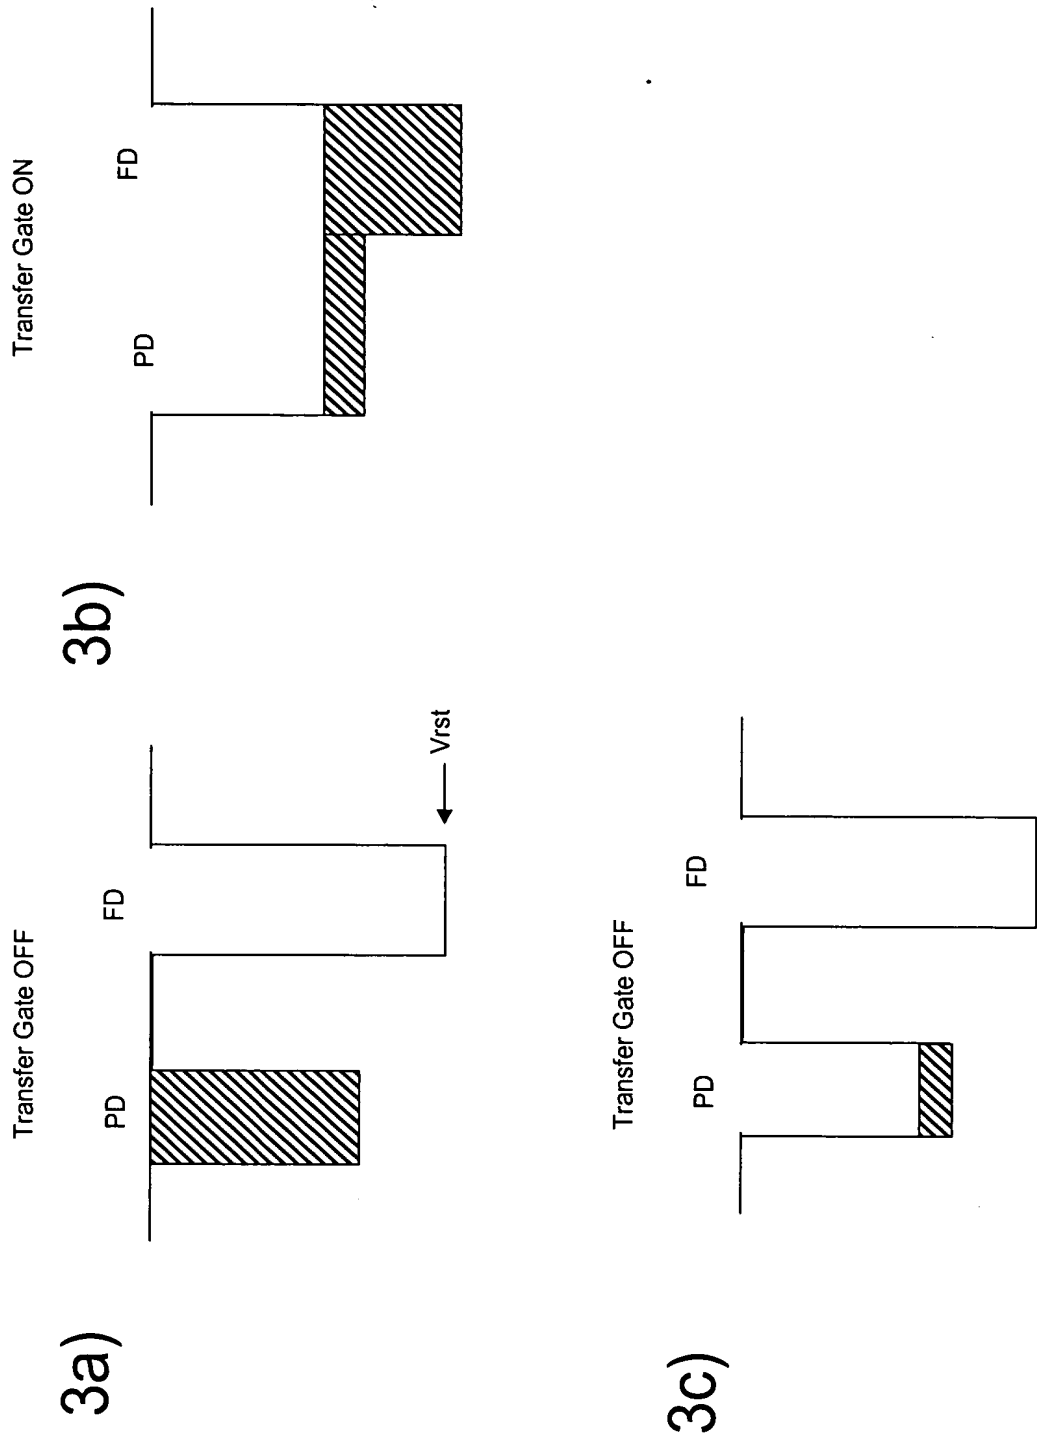 3a)
Transfer Gate OFF
PD
FD
Vrst
3b)
Transfer Gate ON
PD
FD
3c)
Transfer Gate OFF
PD
FD